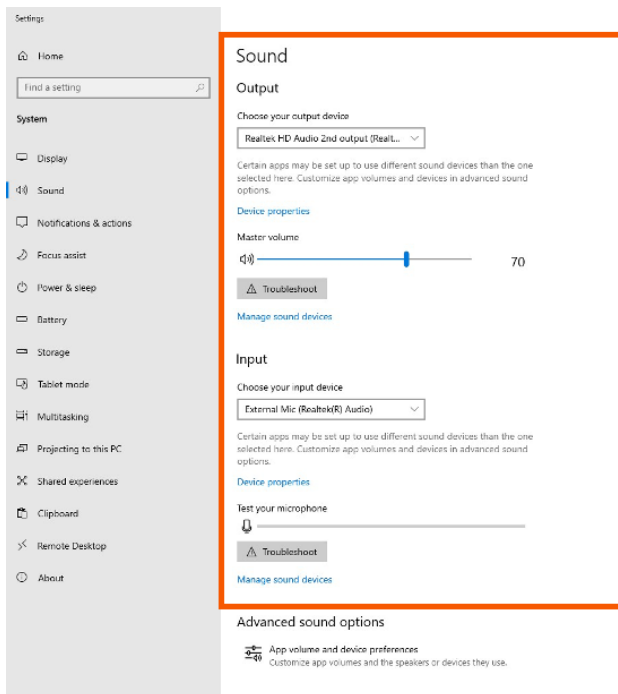 Settings
Home
Find a setting
System
Display
Sound
Notifications & actions
Focus assist
Power & sleep
Battery
Storage
Tablet mode
Multitasking
Projecting to this PC
Shared experiences
Clipboard
Remote Desktop
About
Sound
Output
Choose your output device
Realtek HD Audio 2nd output (Realt...
Certain apps may be set up to use different sound devices than the one
selected here. Customize app volumes and devices in advanced sound
options.
Device properties
Master volume
70
Troubleshoot
Manage sound devices
Input
Choose your input device
External Mic (Realtek(R) Audio)
Certain apps may be set up to use different sound devices than the one
selected here. Customize app volumes and devices in advanced sound
options.
Device properties
Test your microphone
Troubleshoot
Manage sound devices
Advanced sound options
App volume and device preferences
Customize app volumes and the speakers or devices they use.